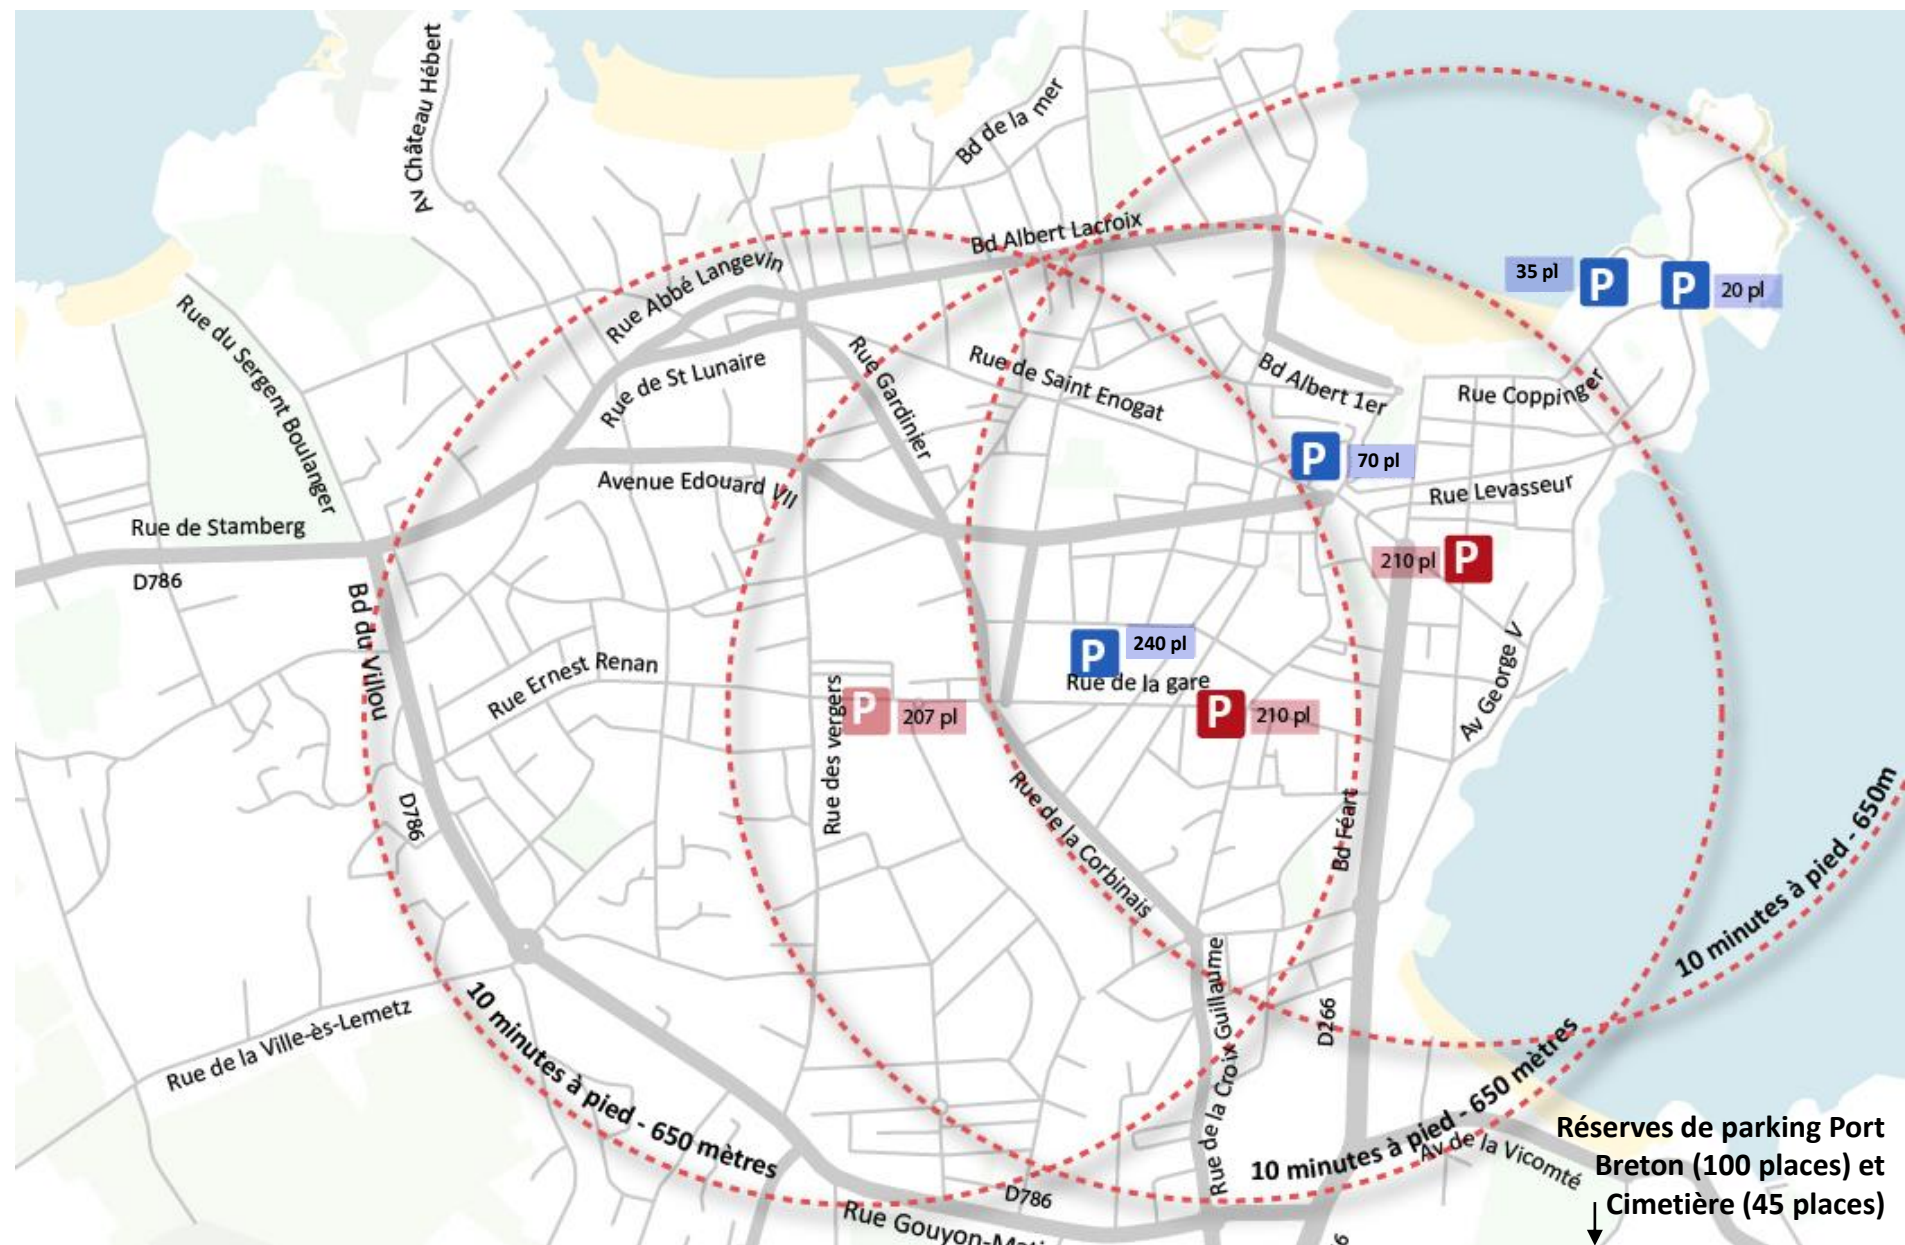 Av Château Hébert
Bd de la mer
Bd Albert Lacroix
Rue Abbé Langevin
35 pl
P
P
20 pl
Rue du Sergent Boulanger
Rue de St Lunaire
Rue Gardinier
Rue de Saint Enogat
Bd Albert 1er
Rue Coppinger
P
70 pl
Avenue Edouard VII
Rue Levasseur
Rue de Stamberg
D786
210 pl
P
Bd du Villou
P
240 pl
Rue Ernest Renan
Rue de la gare
Av George V
Rue des vergers
P
207 pl
P
210 pl
D786
Rue de la Corbinais
Bd Féart
10 minutes à pied - 650m
Rue de la Croix Guillaume
D266
Rue de la Ville-ès-Lemetz
10 minutes à pied - 650 mètres
10 minutes à pied - 650 mètres
Av de la Vicomté
Réserves de parking Port
Breton (100 places) et
Cimetière (45 places)
D786
Rue Gouyon-Mati
6